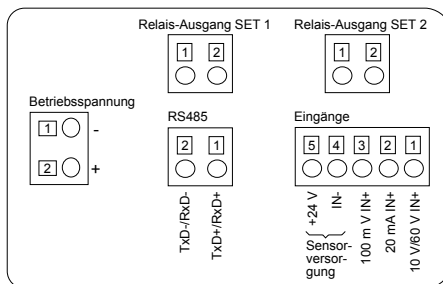 Relais-Ausgang SET 1
Relais-Ausgang SET 2
1 2
1 2
Betriebsspannung
1 -
2 +
RS485
2 1
TxD-/RxD-
TxD+/RxD+
Eingänge
5 4 3 2 1
+24 V
IN-
Sensor-
versor-
gung
100 m V IN+
20 mA IN+
10 V/60 V IN+